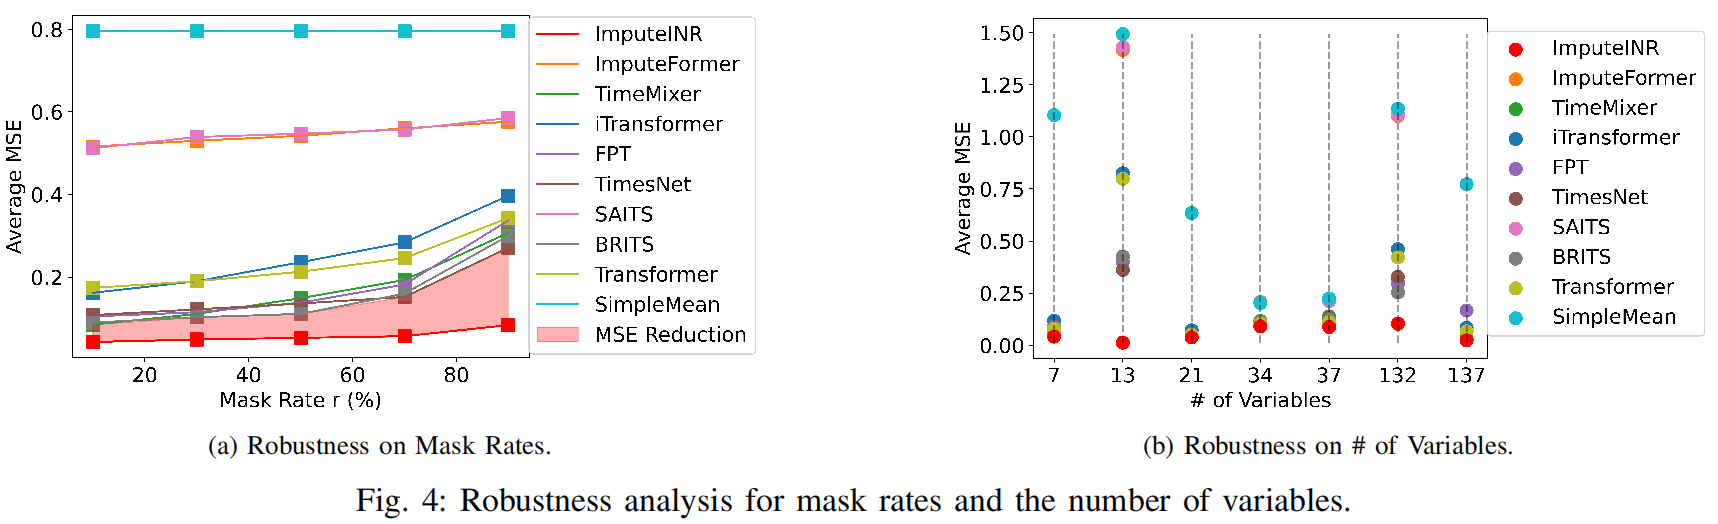 0.8
0.6
0.4
0.2
Average MSE
20 40 60 80
Mask Rate r (%)
ImputeINR
ImputeFormer
TimeMixer
iTransformer
FPT
TimesNet
SAITS
BRITS
Transformer
SimpleMean
MSE Reduction
(a) Robustness on Mask Rates.
1.50
1.25
1.00
0.75
0.50
0.25
0.00
Average MSE
7 13 21 34 37 132 137
# of Variables
ImputeINR
ImputeFormer
TimeMixer
iTransformer
FPT
TimesNet
SAITS
BRITS
Transformer
SimpleMean
(b) Robustness on # of Variables.
Fig. 4: Robustness analysis for mask rates and the number of variables.